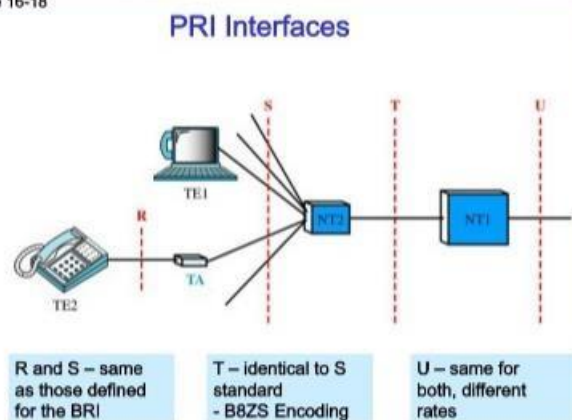 16-18
PRI Interfaces
S
T
U
TE1
R
NT2
NT1
TA
TE2
R and S – same
as those defined
for the BRI
T – identical to S
standard
- B8ZS Encoding
U – same for
both, different
rates